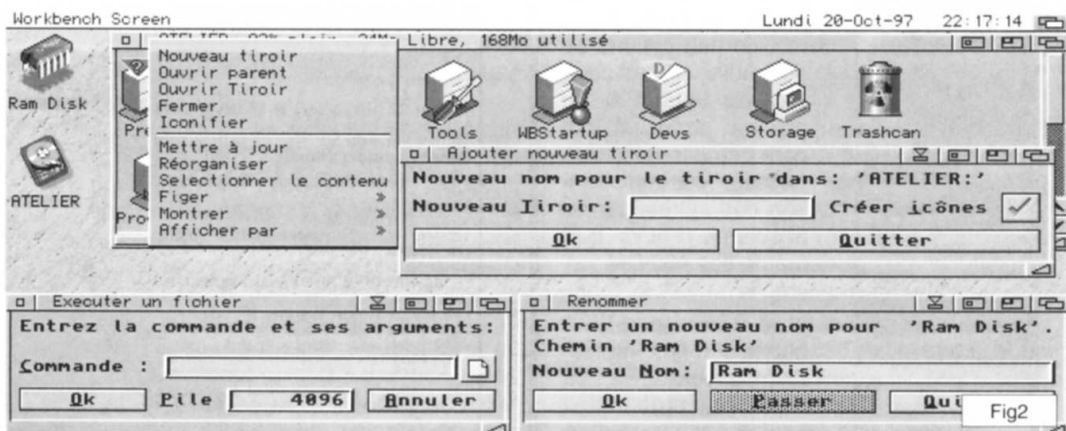 Workbench Screen
Lundi 20-Oct-97 22:17:14
Libre, 168Mo utilisé
Ram Disk
ATELIER
Nouveau tiroir
Ouvrir parent
Ouvrir Tiroir
Fermer
Iconifier
Mettre à jour
Réorganiser
Selectionner le contenu
Figer »
Montrer »
Afficher par »
Tools
WBStartup
Devs
Storage
Trashcan
Ajouter nouveau tiroir
Nouveau nom pour le tiroir dans: 'ATELIER:'
Nouveau Tiroir:
Créer icônes
Ok
Quitter
Executer un fichier
Entrez la commande et ses arguments:
Commande :
Ok
Pile 4096
Annuler
Renommer
Entrer un nouveau nom pour 'Ram Disk'.
Chemin 'Ram Disk'
Nouveau Nom: Ram Disk
Ok
Passer
Qui
Fig2